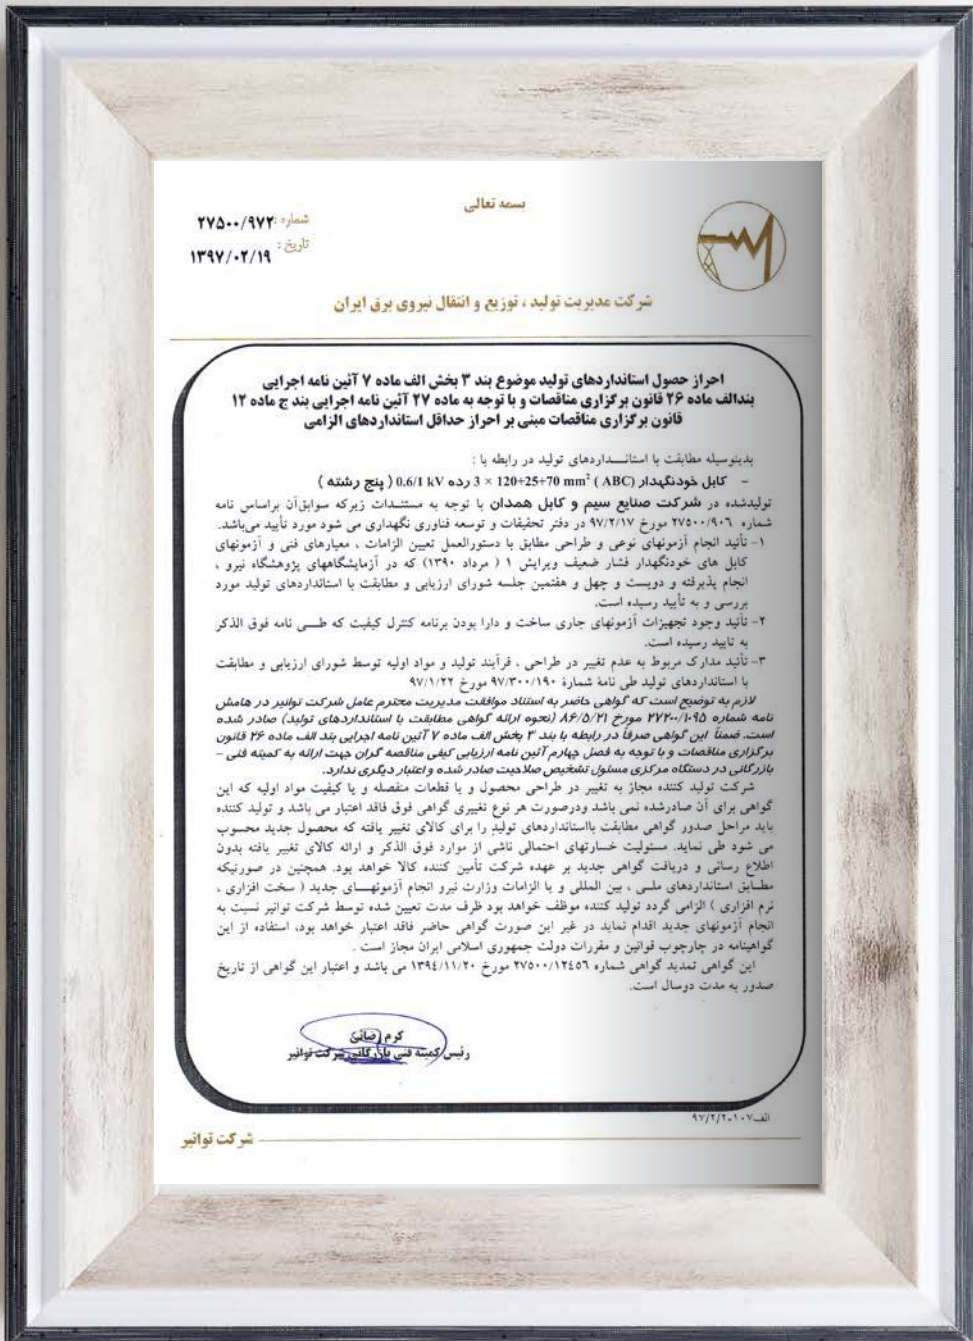 بسمه تعالی
شماره : ۲۷۵۰۰/۹۷۲
تاریخ : ۱۳۹۷/۰۲/۱۹
شرکت مدیریت تولید ، توزیع و انتقال نیروی برق ایران
احراز حصول استانداردهای تولید موضوع بند ۳ بخش الف ماده ۷ آئین نامه اجرایی
بندالف ماده ۲۶ قانون برگزاری مناقصات و با توجه به ماده ۲۷ آئین نامه اجرایی بند ج ماده ۱۲
قانون برگزاری مناقصات مبنی بر احراز حداقل استانداردهای الزامی
بدینوسیله مطابقت با استانـــداردهای تولید در رابطه با :
- کابل خودنگهدار (ABC ) 3 × 120+25+70 mm² رده 0.6/1 kV ( پنج رشته )
تولیدشده در شرکت صنایع سیم و کابل همدان با توجه به مستنـدات زیرکه سوابق‌آن براساس نامه
شماره ۲۷۵۰۰/۹۰۶ مورخ ۹۷/۲/۱۷ در دفتر تحقیقات و توسعه فناوری نگهداری می شود مورد تأیید می‌باشد.
۱- تأئید انجام آزمونهای نوعی و طراحی مطابق با دستورالعمل تعیین الزامات ، معیارهای فنی و آزمونهای
کابل های خودنگهدار فشار ضعیف ویرایش ۱ ( مرداد ۱۳۹۰) که در آزمایشگاههای پژوهشگاه نیرو ،
انجام پذیرفته و دویست و چهل و هفتمین جلسه شورای ارزیابی و مطابقت با استانداردهای تولید مورد
بررسی و به تأیید رسیده است.
۲- تأئید وجود تجهیزات آزمونهای جاری ساخت و دارا بودن برنامه کنترل کیفیت که طـــی نامه فوق الذکر
به تایید رسیده است.
۳- تأئید مدارک مربوط به عدم تغییر در طراحی ، فرآیند تولید و مواد اولیه توسط شورای ارزیابی و مطابقت
با استانداردهای تولید طی نامۀ شمارۀ ۹۷/۳۰۰/۱۹۰ مورخ ۹۷/۱/۲۲
لازم به توضیح است که گواهی حاضر به استناد موافقت مدیریت محترم عامل شرکت توانیر در هامش
نامه شماره ۲۷۲۰۰/۱۰۹۵ مورخ ۸۶/۵/۲۱ (نحوه ارائه گواهی مطابقت با استانداردهای تولید) صادر شده
است. ضمناً این گواهی صرفاً در رابطه با بند ۳ بخش الف ماده ۷ آئین نامه اجرایی بند الف ماده ۲۶ قانون
برگزاری مناقصات و با توجه به فصل چهارم آئین نامه ارزیابی کیفی مناقصه گران جهت ارائه به کمیته فنی –
بازرگانی در دستگاه مرکزی مسئول تشخیص صلاحیت صادر شده و اعتبار دیگری ندارد.
شرکت تولید کننده مجاز به تغییر در طراحی محصول و یا قطعات منفصله و یا کیفیت مواد اولیه که این
گواهی برای آن صادرشده نمی باشد ودرصورت هر نوع تغییری گواهی فوق فاقد اعتبار می باشد و تولید کننده
باید مراحل صدور گواهی مطابقت بااستانداردهای تولید را برای کالای تغییر یافته که محصول جدید محسوب
می شود طی نماید. مسئولیت خسارتهای احتمالی ناشی از موارد فوق الذکر و ارائه کالای تغییر یافته بدون
اطلاع رسانی و دریافت گواهی جدید بر عهده شرکت تأمین کننده کالا خواهد بود. همچنین در صورتیکه
مطـابق استانداردهای ملـی ، بین المللی و یا الزامات وزارت نیرو انجام آزمونهـــای جدید ( سخت افزاری ،
نرم افزاری ) الزامی گردد تولید کننده موظف خواهد بود ظرف مدت تعیین شده توسط شرکت توانیر نسبت به
انجام آزمونهای جدید اقدام نماید در غیر این صورت گواهی حاضر فاقد اعتبار خواهد بود، استفاده از این
گواهینامه در چارچوب قوانین و مقررات دولت جمهوری اسلامی ایران مجاز است .
این گواهی تمدید گواهی شماره ۲۷۵۰۰/۱۲٤٥٦ مورخ ۱۳۹٤/۱۱/۲۰ می باشد و اعتبار این گواهی از تاریخ
صدور به مدت دوسال است.
کرم رضائی
رئیس کمیته فنی بازرگانی شرکت توانیر
الف-۱۰۷-۹۷/۲/۲
شرکت توانیر